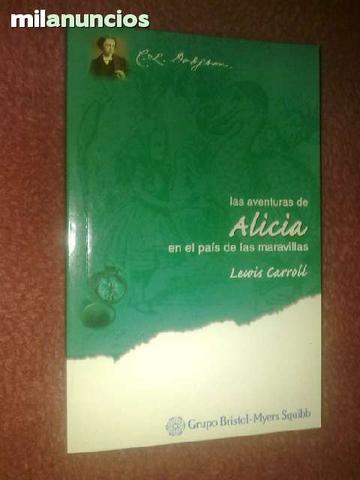 milanuncios
C. L. Dodgson.
las aventuras de
Alicia
en el país de las maravillas
Lewis Carroll
Grupo Bristol-Myers Squibb